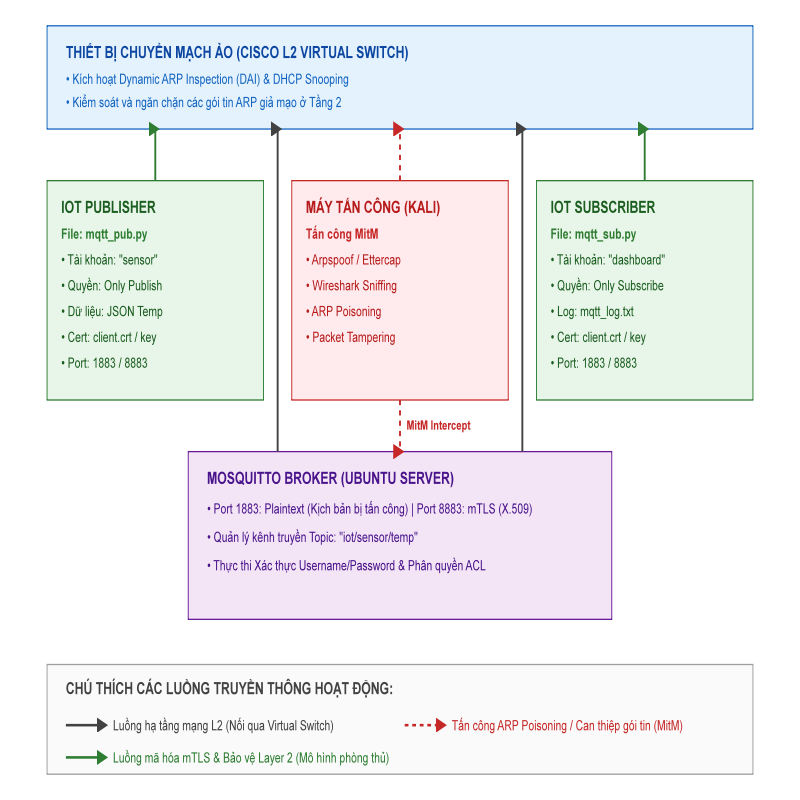 THIẾT BỊ CHUYỂN MẠCH ẢO (CISCO L2 VIRTUAL SWITCH)
• Kích hoạt Dynamic ARP Inspection (DAI) & DHCP Snooping
• Kiểm soát và ngăn chặn các gói tin ARP giả mạo ở Tầng 2
IOT PUBLISHER
File: mqtt_pub.py
• Tài khoản: "sensor"
• Quyền: Only Publish
• Dữ liệu: JSON Temp
• Cert: client.crt / key
• Port: 1883 / 8883
MÁY TẤN CÔNG (KALI)
Tấn công MitM
• Arpspoof / Ettercap
• Wireshark Sniffing
• ARP Poisoning
• Packet Tampering
IOT SUBSCRIBER
File: mqtt_sub.py
• Tài khoản: "dashboard"
• Quyền: Only Subscribe
• Log: mqtt_log.txt
• Cert: client.crt / key
• Port: 1883 / 8883
MitM Intercept
MOSQUITTO BROKER (UBUNTU SERVER)
• Port 1883: Plaintext (Kịch bản bị tấn công) | Port 8883: mTLS (X.509)
• Quản lý kênh truyền Topic: "iot/sensor/temp"
• Thực thi Xác thực Username/Password & Phân quyền ACL
CHÚ THÍCH CÁC LUỒNG TRUYỀN THÔNG HOẠT ĐỘNG:
Luồng hạ tầng mạng L2 (Nối qua Virtual Switch)
Tấn công ARP Poisoning / Can thiệp gói tin (MitM)
Luồng mã hóa mTLS & Bảo vệ Layer 2 (Mô hình phòng thủ)